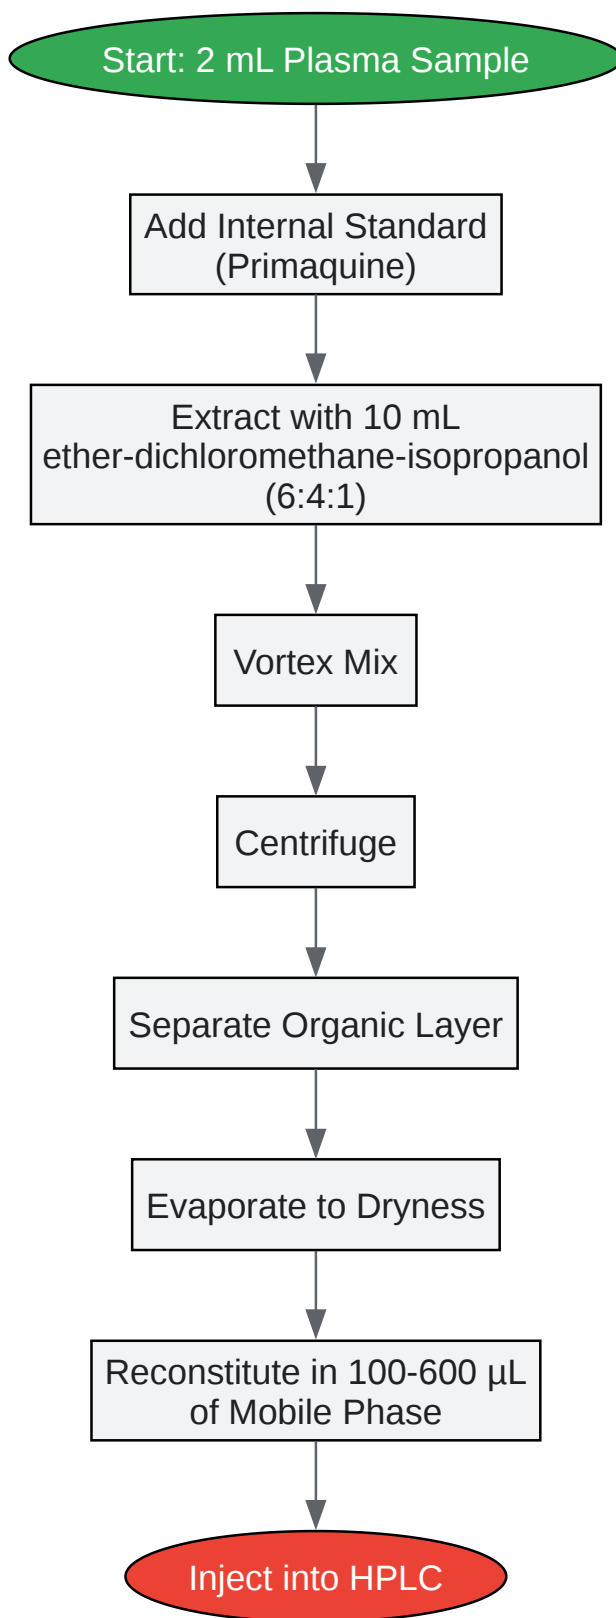 Start: 2 mL Plasma Sample
Add Internal Standard
(Primaquine)
Extract with 10 mL
ether-dichloromethane-isopropanol
(6:4:1)
Vortex Mix
Centrifuge
Separate Organic Layer
Evaporate to Dryness
Reconstitute in 100-600 µL
of Mobile Phase
Inject into HPLC